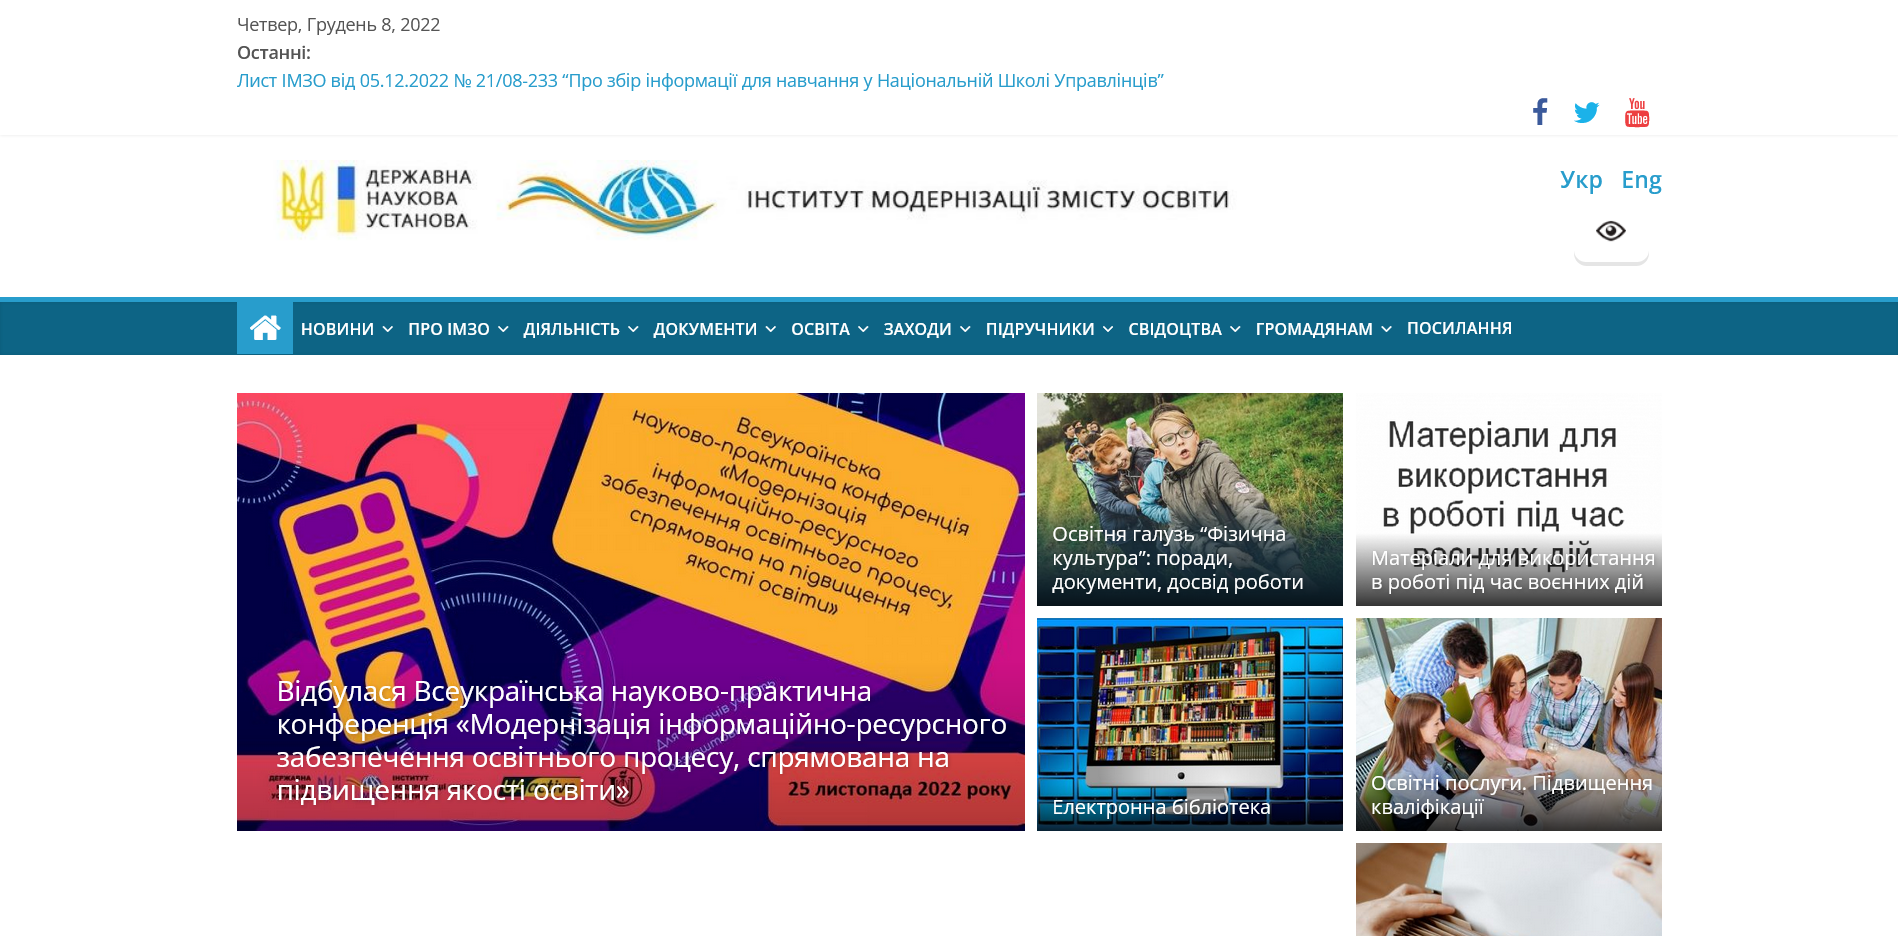 Четвер, Грудень 8, 2022
Останні:
Лист ІМЗО від 05.12.2022 № 21/08-233 “Про збір інформації для навчання у Національній Школі Управлінців”
You
Tube
ДЕРЖАВНА
НАУКОВА
УСТАНОВА
ІНСТИТУТ МОДЕРНІЗАЦІЇ ЗМІСТУ ОСВІТИ
Укр Eng
НОВИНИ ПРО ІМЗО ДІЯЛЬНІСТЬ ДОКУМЕНТИ ОСВІТА ЗАХОДИ ПІДРУЧНИКИ СВІДОЦТВА ГРОМАДЯНАМ ПОСИЛАННЯ
Всеукраїнська
науково-практична конференція
«Модернізація
інформаційно-ресурсного
забезпечення освітнього процесу,
спрямована на підвищення
якості освіти»
Відбулася Всеукраїнська науково-практична
конференція «Модернізація інформаційно-ресурсного
забезпечення освітнього процесу, спрямована на
підвищення якості освіти»
25 листопада 2022 року
Освітня галузь “Фізична
культура”: поради,
документи, досвід роботи
Матеріали для
використання
в роботі під час
воєнних дій
Матеріали для використання
в роботі під час воєнних дій
Електронна бібліотека
Освітні послуги. Підвищення
кваліфікації